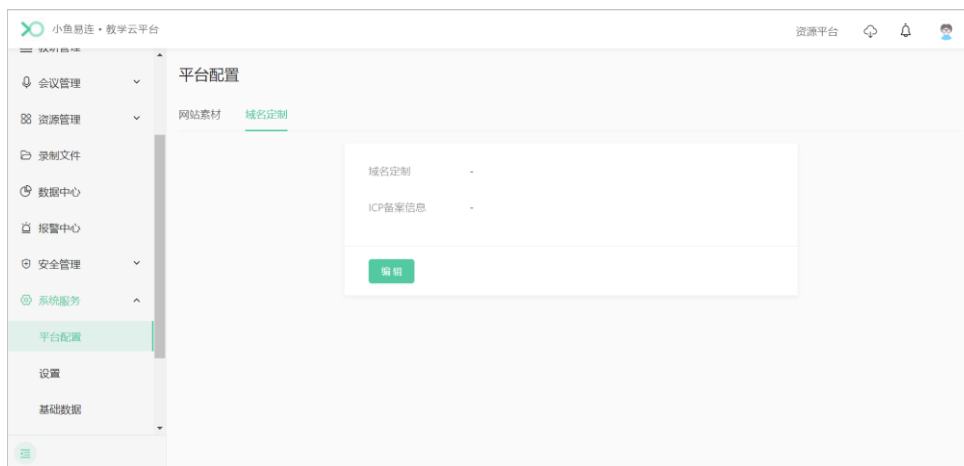 小鱼易连·教学云平台
资源平台
教研管理
会议管理
资源管理
录制文件
数据中心
报警中心
安全管理
系统服务
平台配置
设置
基础数据
平台配置
网站素材 域名定制
域名定制 -
ICP备案信息 -
编 辑